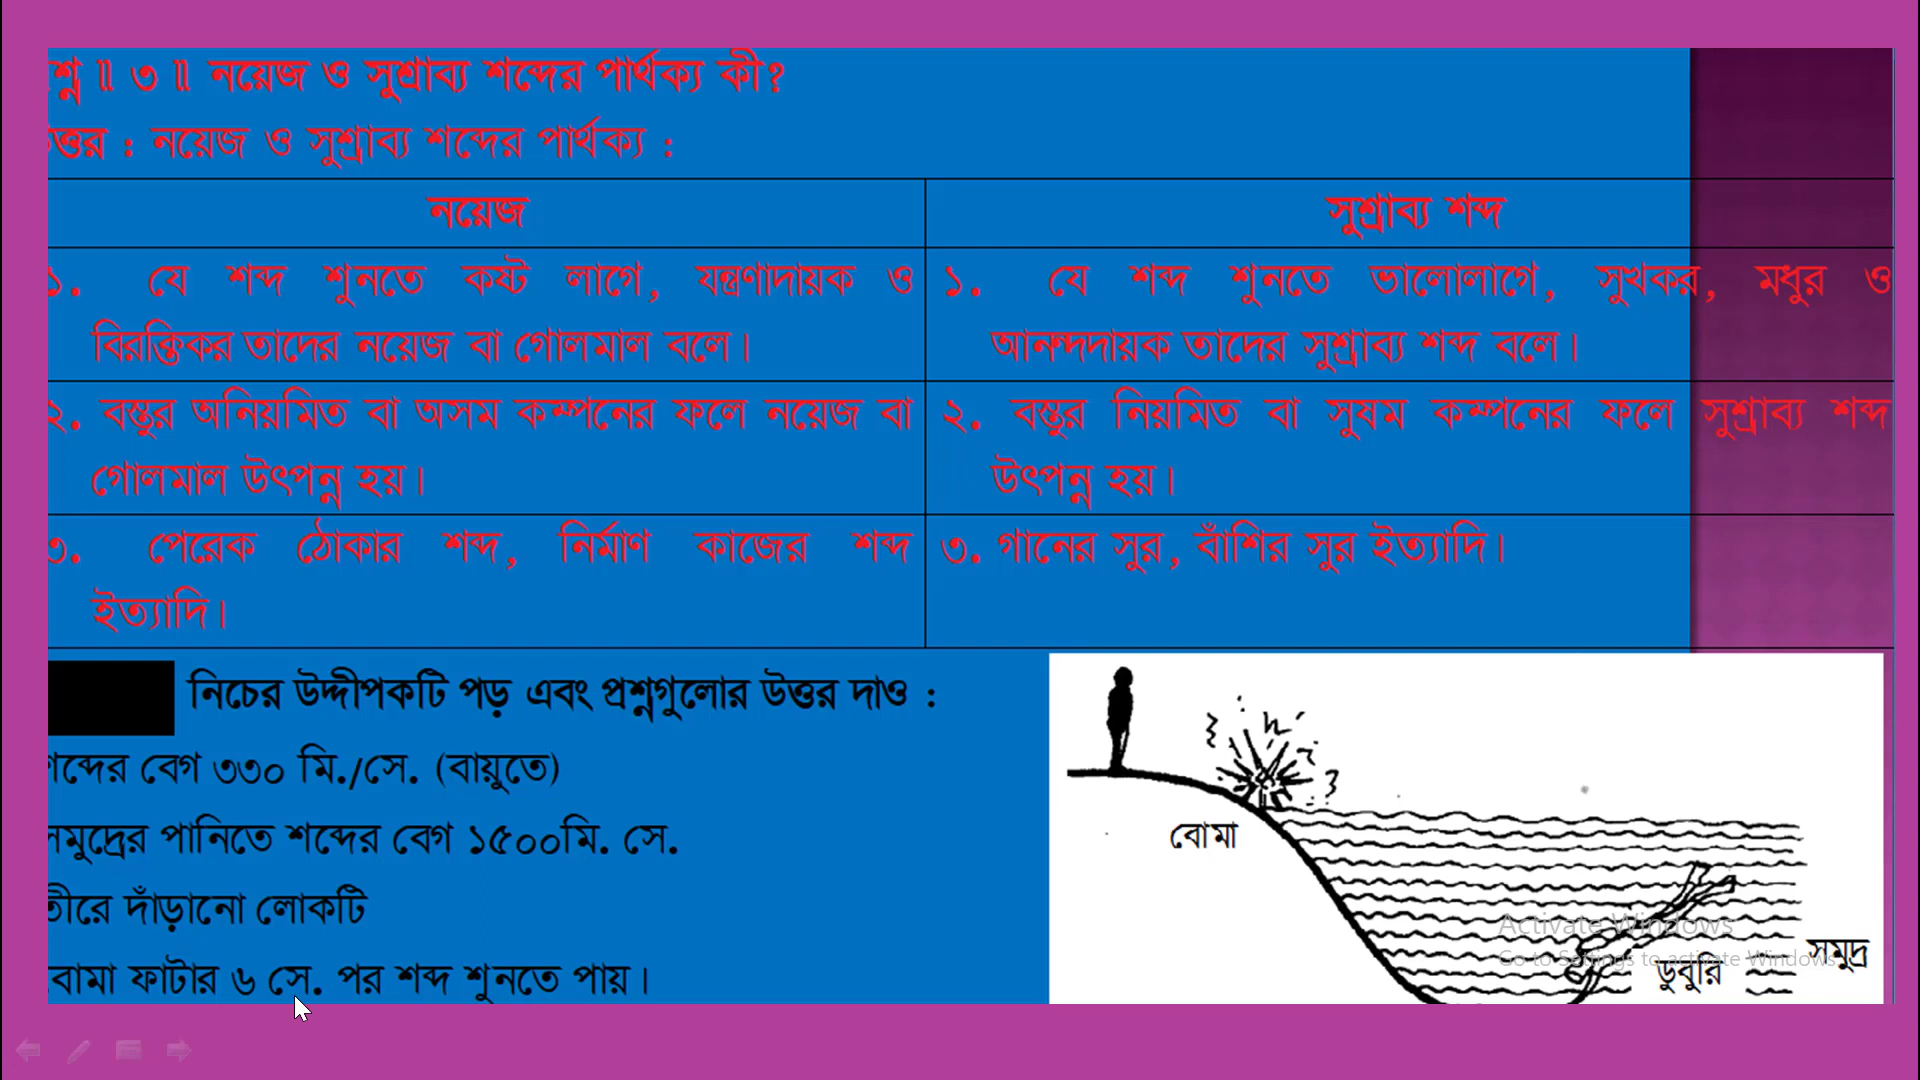 প্রশ্ন ॥ ৩ ॥ নয়েজ ও সুশ্রাব্য শব্দের পার্থক্য কী?
উত্তর : নয়েজ ও সুশ্রাব্য শব্দের পার্থক্য :
নয়েজ
সুশ্রাব্য শব্দ
১. যে শব্দ শুনতে কষ্ট লাগে, যন্ত্রণাদায়ক ও
বিরক্তিকর তাদের নয়েজ বা গোলমাল বলে।
১. যে শব্দ শুনতে ভালোলাগে, সুখকর, মধুর ও
আনন্দদায়ক তাদের সুশ্রাব্য শব্দ বলে।
২. বস্তুর অনিয়মিত বা অসম কম্পনের ফলে নয়েজ বা
গোলমাল উৎপন্ন হয়।
২. বস্তুর নিয়মিত বা সুষম কম্পনের ফলে সুশ্রাব্য শব্দ
উৎপন্ন হয়।
৩. পেরেক ঠোকার শব্দ, নির্মাণ কাজের শব্দ
ইত্যাদি।
৩. গানের সুর, বাঁশির সুর ইত্যাদি।
নিচের উদ্দীপকটি পড় এবং প্রশ্নগুলোর উত্তর দাও :
শব্দের বেগ ৩৩০ মি./সে. (বায়ুতে)
সমুদ্রের পানিতে শব্দের বেগ ১৫০০মি. সে.
তীরে দাঁড়ানো লোকটি
বোমা ফাটার ৬ সে. পর শব্দ শুনতে পায়।
বোমা
সমুদ্র
ডুবুরি
Activate Windows
Go to Settings to activate Windows.